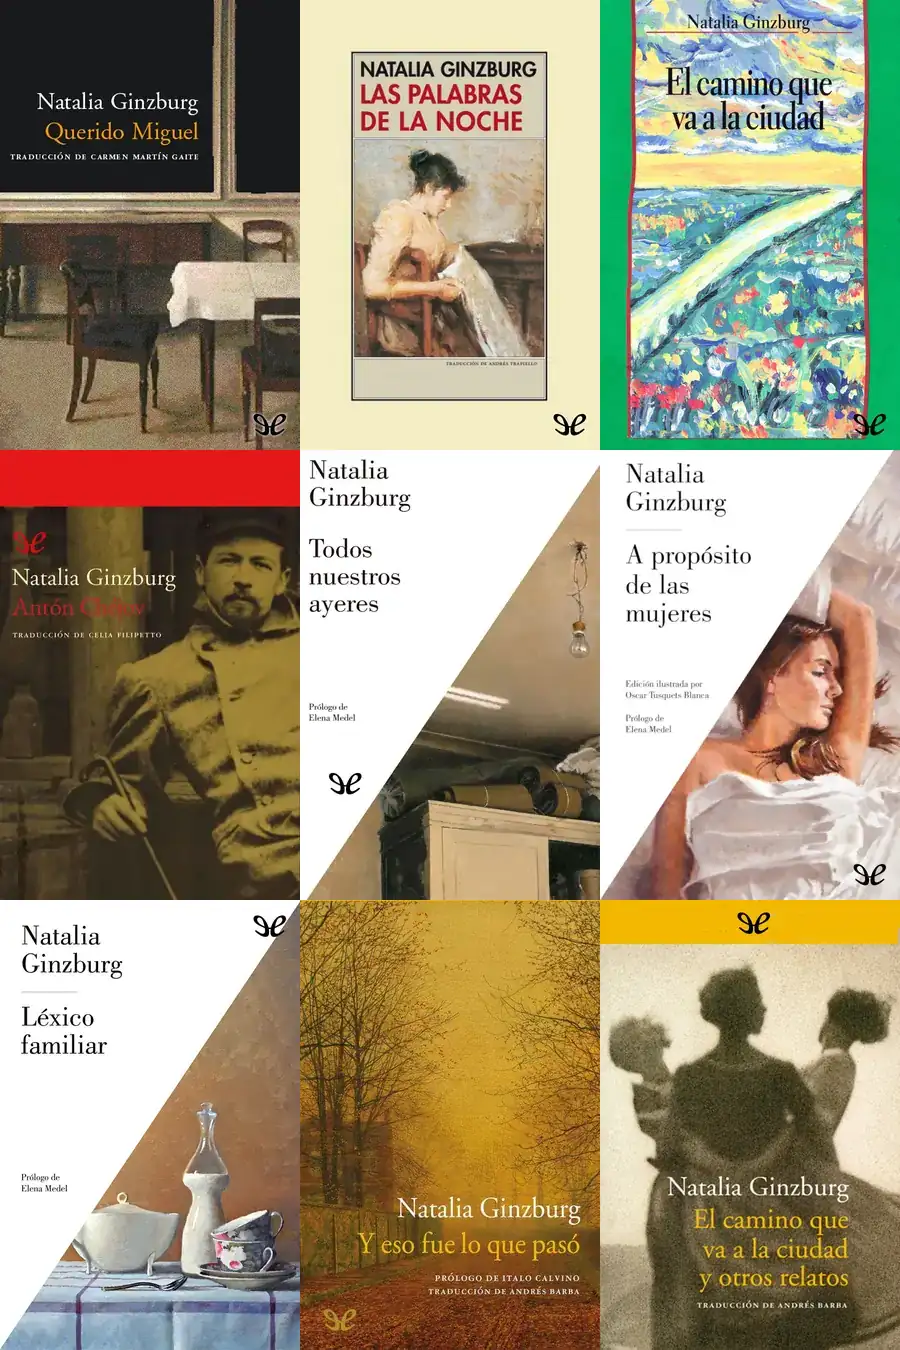 Natalia Ginzburg
Querido Miguel
TRADUCCIÓN DE CARMEN MARTÍN GAITE
NATALIA GINZBURG
LAS PALABRAS
DE LA NOCHE
TRADUCCIÓN DE ANDRÉS TRAPIELLO
Natalia Ginzburg
El camino que
va a la ciudad
Natalia Ginzburg
Antón Chéjov
TRADUCCIÓN DE CELIA FILIPETTO
Natalia
Ginzburg
Todos
nuestros
ayeres
Prólogo de
Elena Medel
Natalia
Ginzburg
A propósito
de las
mujeres
Edición ilustrada por
Oscar Tusquets Blanca
Prólogo de
Elena Medel
Natalia
Ginzburg
Léxico
familiar
Prólogo de
Elena Medel
Natalia Ginzburg
Y eso fue lo que pasó
PRÓLOGO DE ITALO CALVINO
TRADUCCIÓN DE ANDRÉS BARBA
Natalia Ginzburg
El camino que
va a la ciudad
y otros relatos
TRADUCCIÓN DE ANDRÉS BARBA